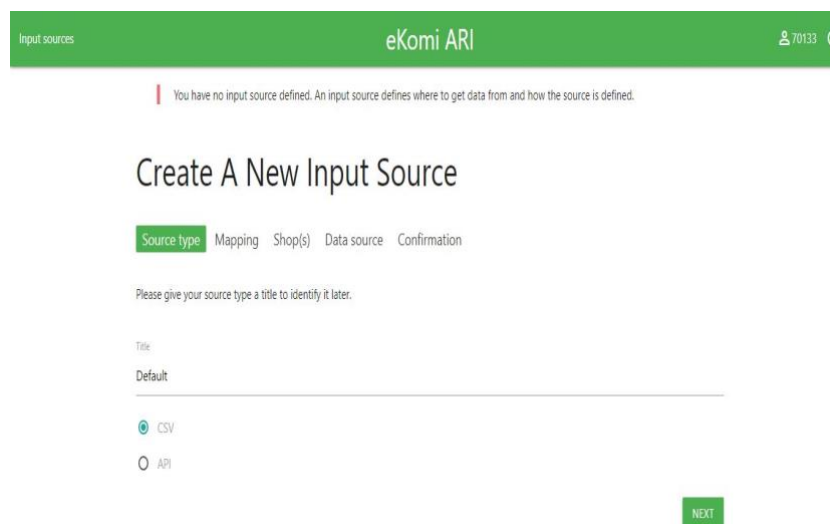 Input sources
eKomi ARI
70133
You have no input source defined. An input source defines where to get data from and how the source is defined.
Create A New Input Source
Source type Mapping Shop(s) Data source Confirmation
Please give your source type a title to identify it later.
Title
Default
CSV
API
NEXT